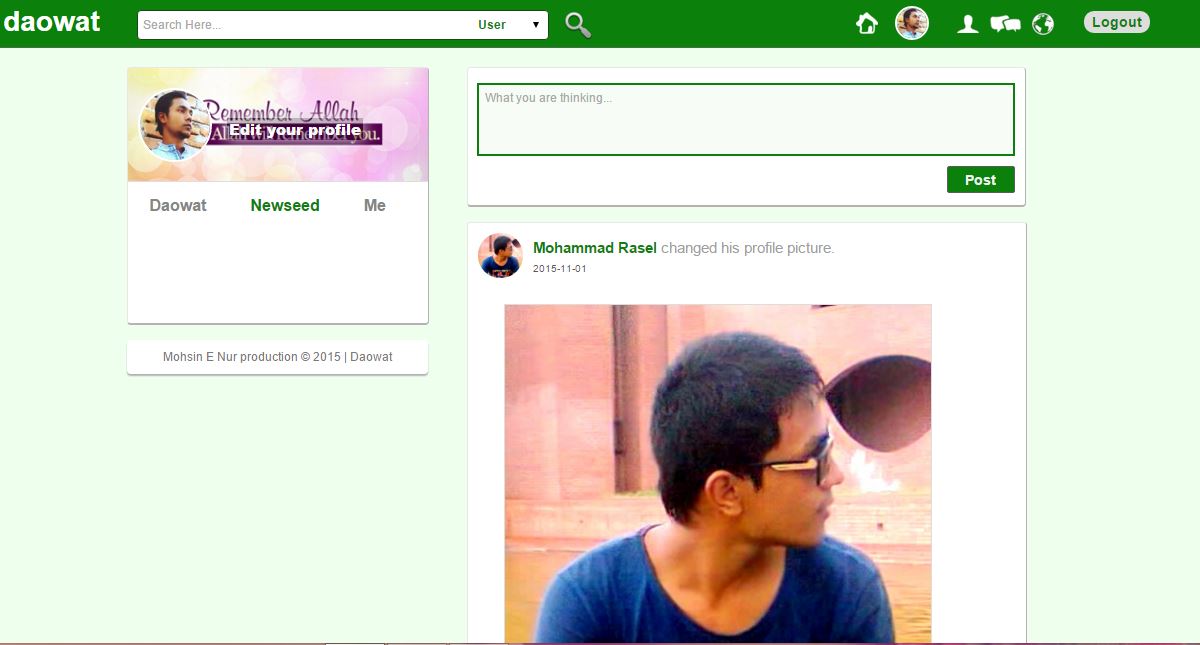 daowat
Search Here...
User
Logout
Remember Allah
Allah will remember you.
Edit your profile
Daowat
Newseed
Me
Mohsin E Nur production © 2015 | Daowat
What you are thinking...
Post
Mohammad Rasel changed his profile picture.
2015-11-01